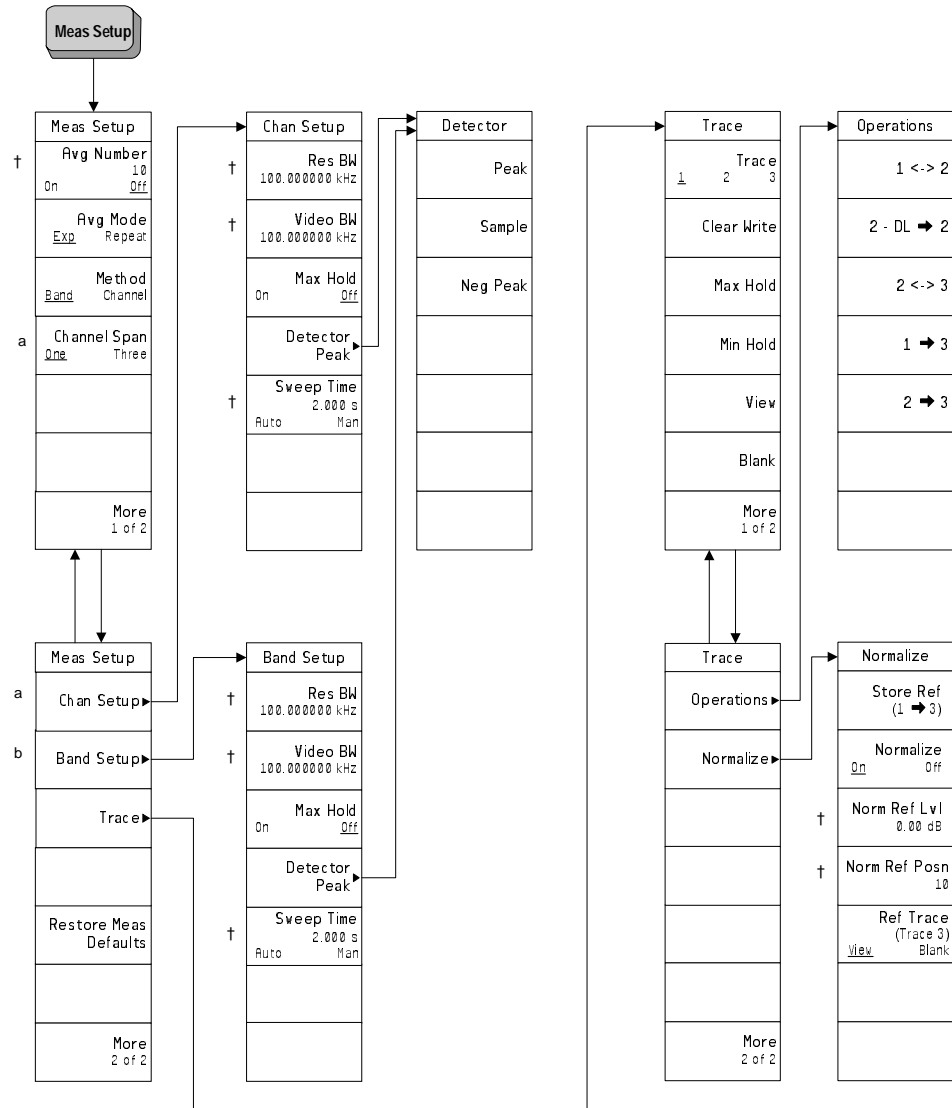 Meas Setup
Meas Setup
†
Avg Number
10
On Off
Avg Mode
Exp Repeat
Method
Band Channel
a
Channel Span
One Three
More
1 of 2
Chan Setup
†
Res BW
100.000000 kHz
†
Video BW
100.000000 kHz
Max Hold
On Off
Detector
Peak
†
Sweep Time
2.000 s
Auto Man
Detector
Peak
Sample
Neg Peak
Trace
Trace
1 2 3
Clear Write
Max Hold
Min Hold
View
Blank
More
1 of 2
Operations
1 <-> 2
2 - DL ➔ 2
2 <-> 3
1 ➔ 3
2 ➔ 3
Meas Setup
a
Chan Setup
b
Band Setup
Trace
Restore Meas
Defaults
More
2 of 2
Band Setup
†
Res BW
100.000000 kHz
†
Video BW
100.000000 kHz
Max Hold
On Off
Detector
Peak
†
Sweep Time
2.000 s
Auto Man
Trace
Operations
Normalize
More
2 of 2
Normalize
Store Ref
(1 ➔ 3)
Normalize
On Off
†
Norm Ref Lvl
0.00 dB
†
Norm Ref Posn
10
Ref Trace
(Trace 3)
View Blank